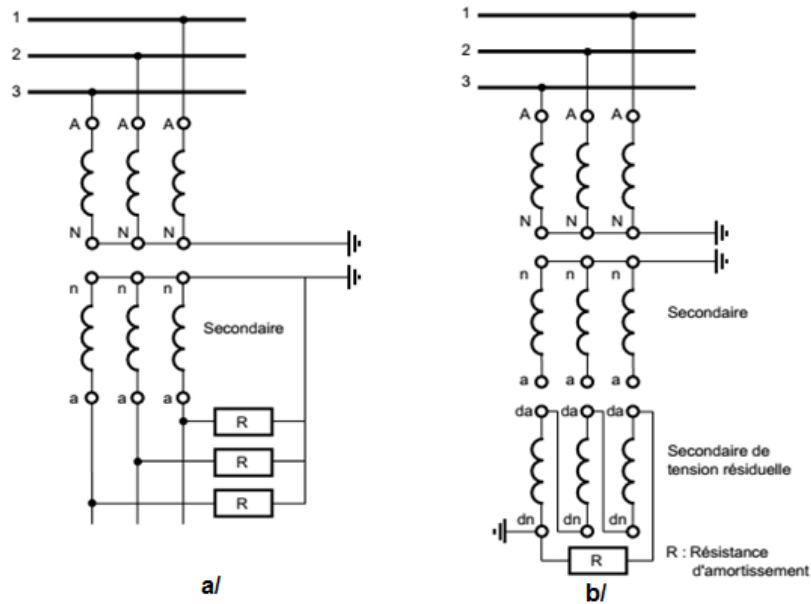 1
2
3
A A A
N N N
n n n
Secondaire
a a a
R
R
R
a/
1
2
3
A A A
N N N
n n n
Secondaire
a a a
da da da
Secondaire de
tension résiduelle
dn dn dn
R
R : Résistance
d'amortissement
b/